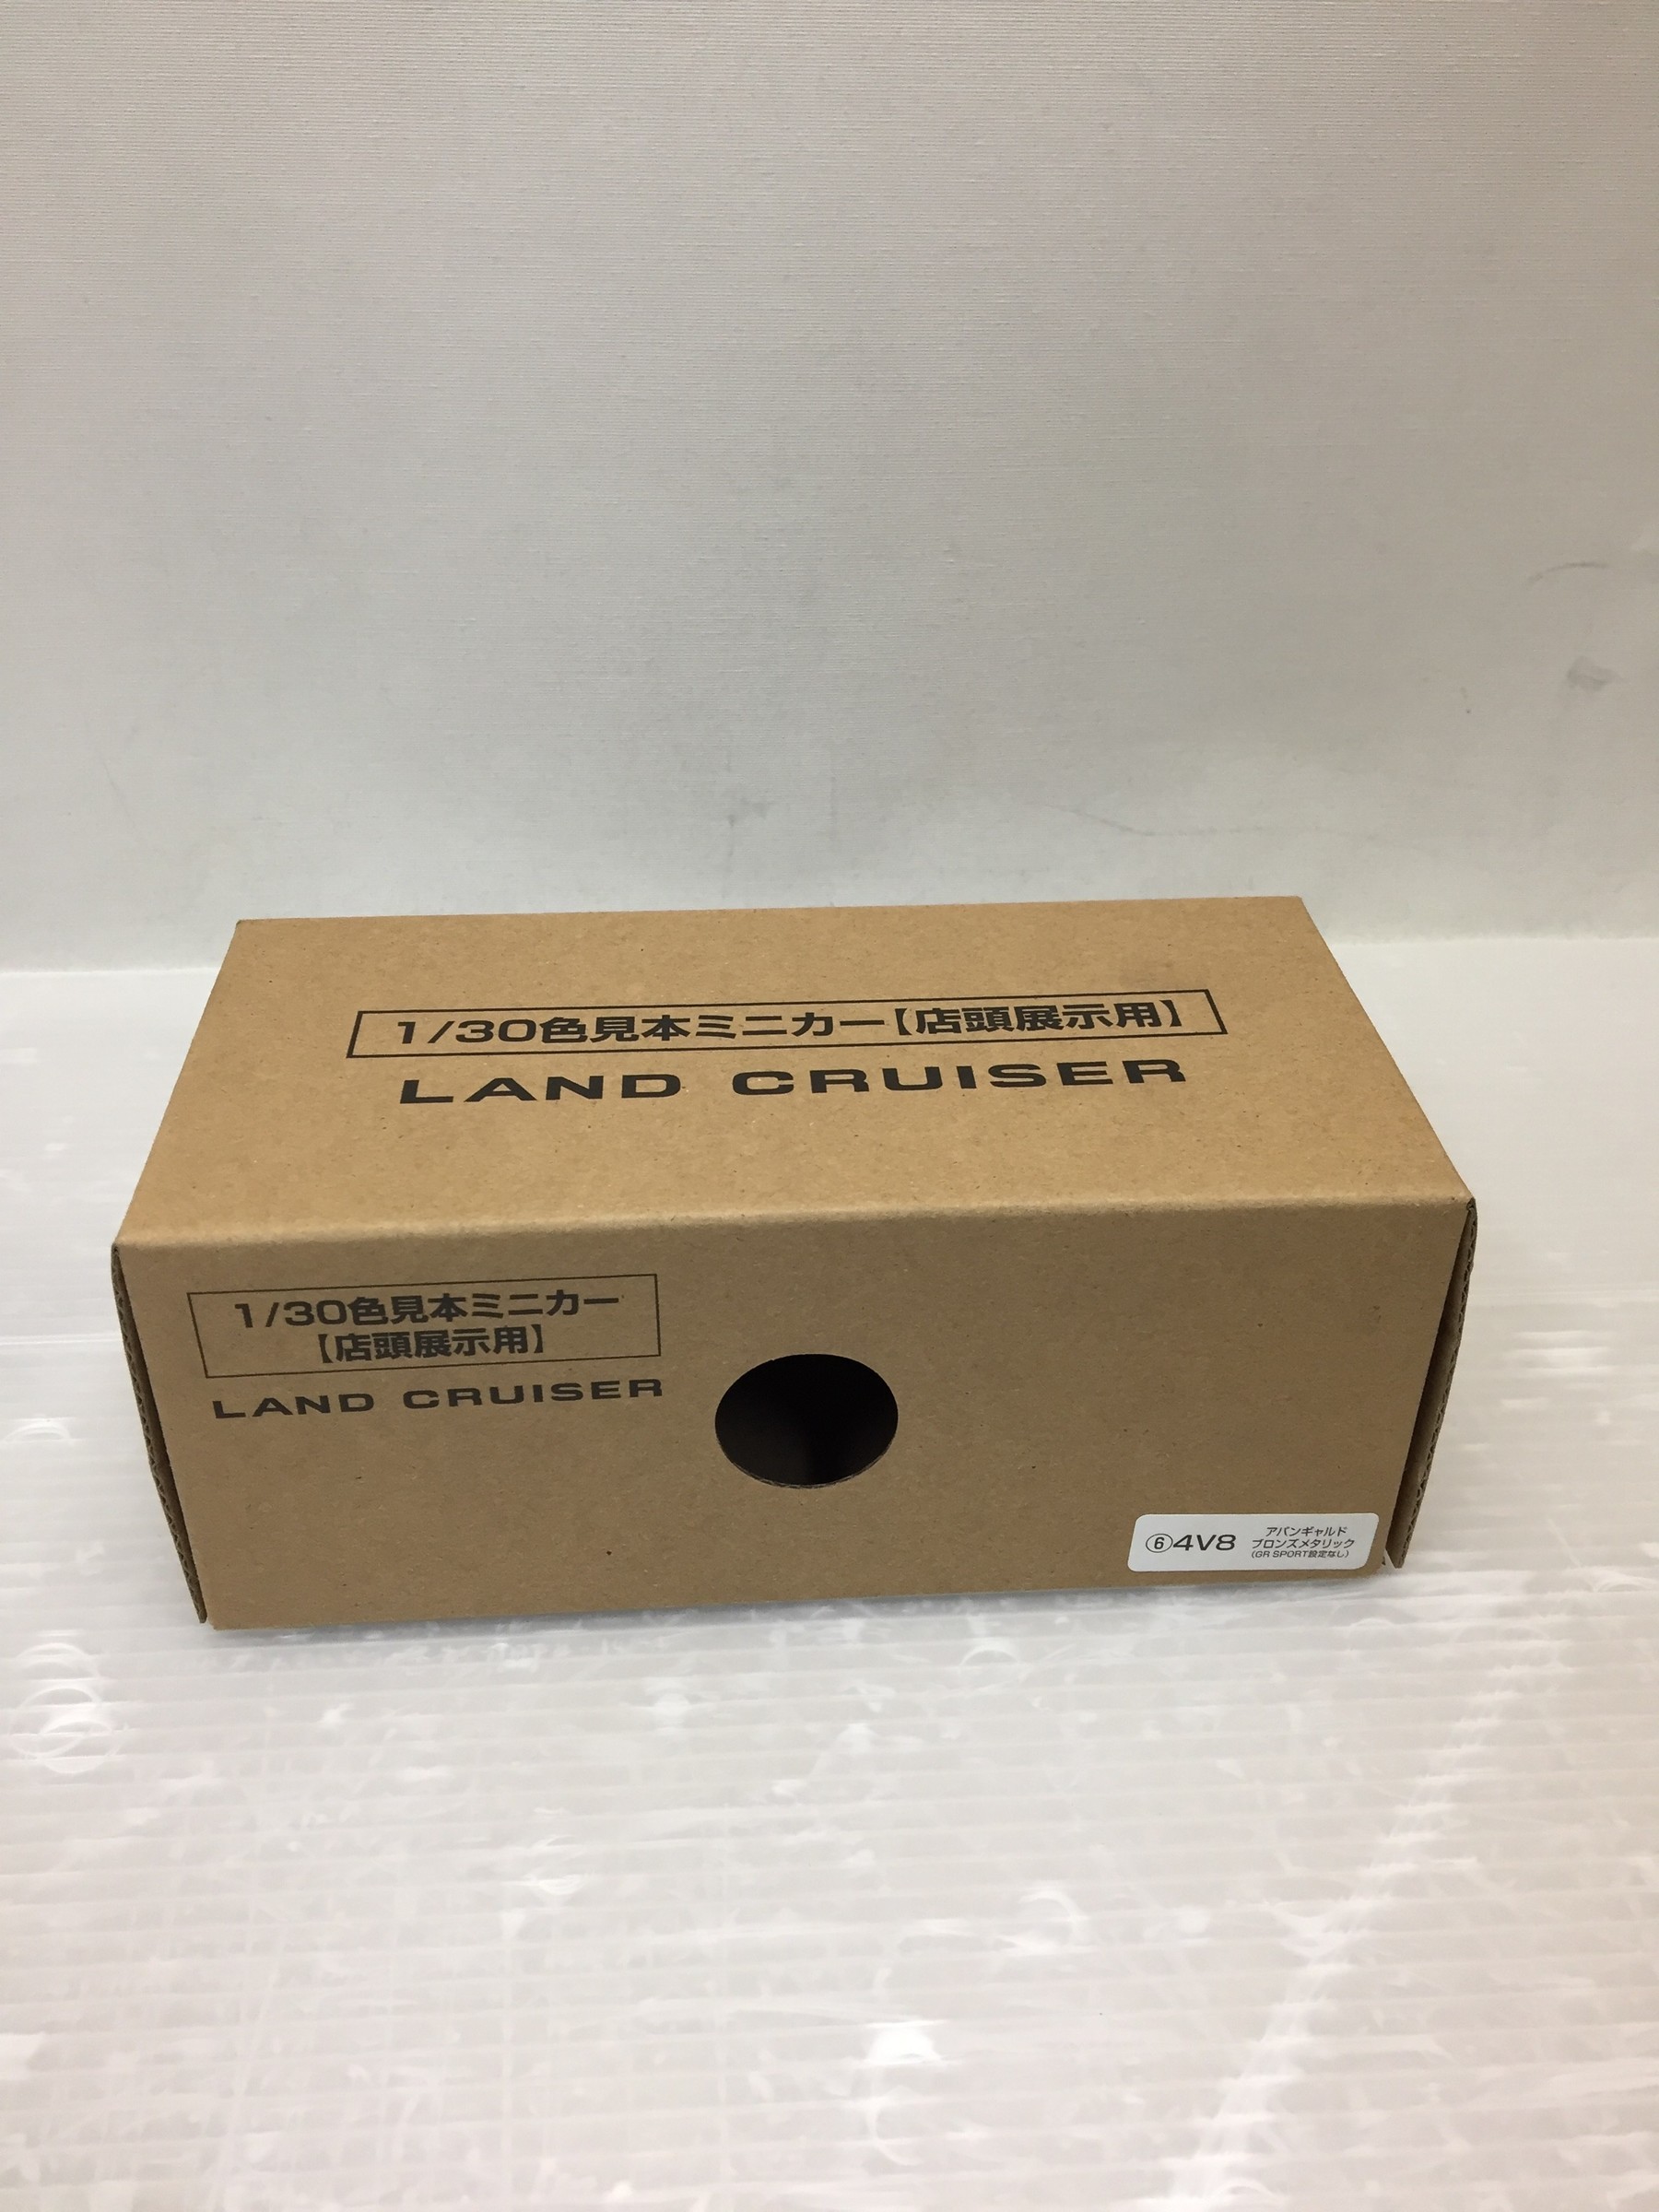 1/30色見本ミニカー【店頭展示用】
LAND CRUISER
1/30色見本ミニカー
【店頭展示用】
LAND CRUISER
⑥4V8 アバンギャルド
ブロンズメタリック
(GR SPORT設定なし)